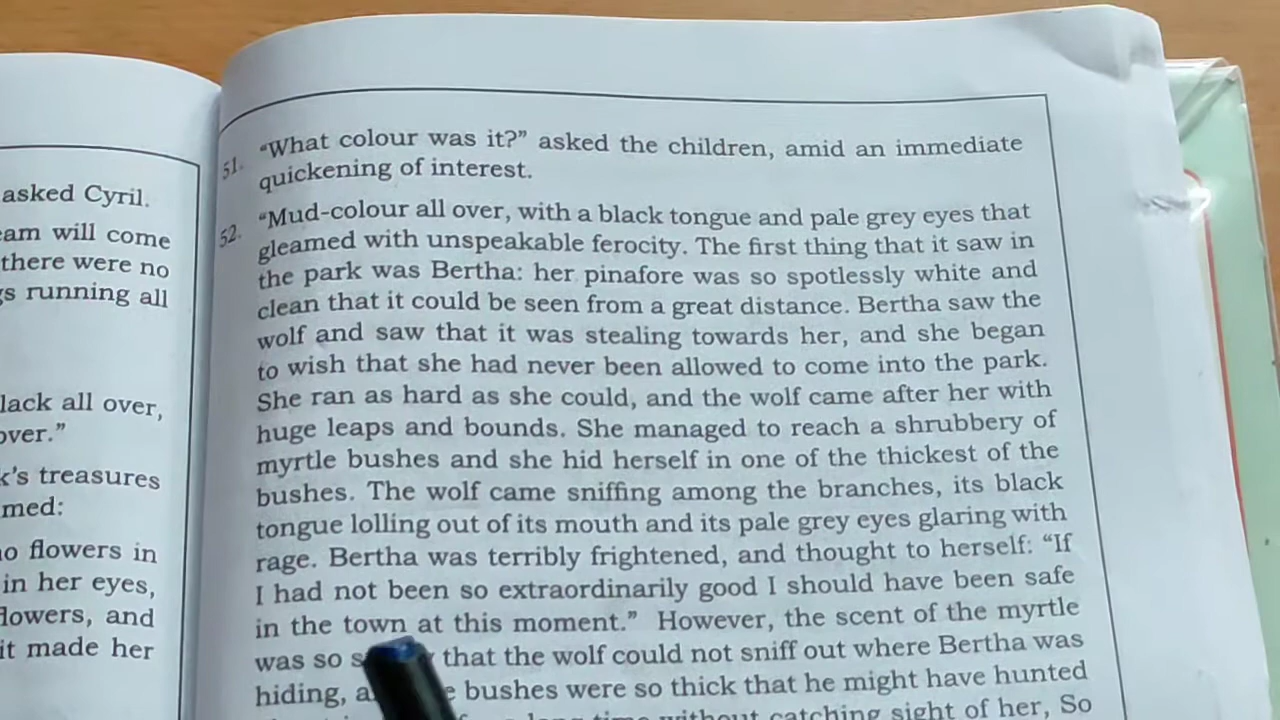 asked Cyril.
will come
there were no
running all
all over,
treasures
flowers in
in her eyes,
and
it made her
51. “What colour was it?” asked the children, amid an immediate
quickening of interest.
52. “Mud-colour all over, with a black tongue and pale grey eyes that
gleamed with unspeakable ferocity. The first thing that it saw in
the park was Bertha: her pinafore was so spotlessly white and
clean that it could be seen from a great distance. Bertha saw the
wolf and saw that it was stealing towards her, and she began
to wish that she had never been allowed to come into the park.
She ran as hard as she could, and the wolf came after her with
huge leaps and bounds. She managed to reach a shrubbery of
myrtle bushes and she hid herself in one of the thickest of the
bushes. The wolf came sniffing among the branches, its black
tongue lolling out of its mouth and its pale grey eyes glaring with
rage. Bertha was terribly frightened, and thought to herself: “If
I had not been so extraordinarily good I should have been safe
in the town at this moment.” However, the scent of the myrtle
was so that the wolf could not sniff out where Bertha was
hiding, bushes were so thick that he might have hunted
long time without catching sight of her, So